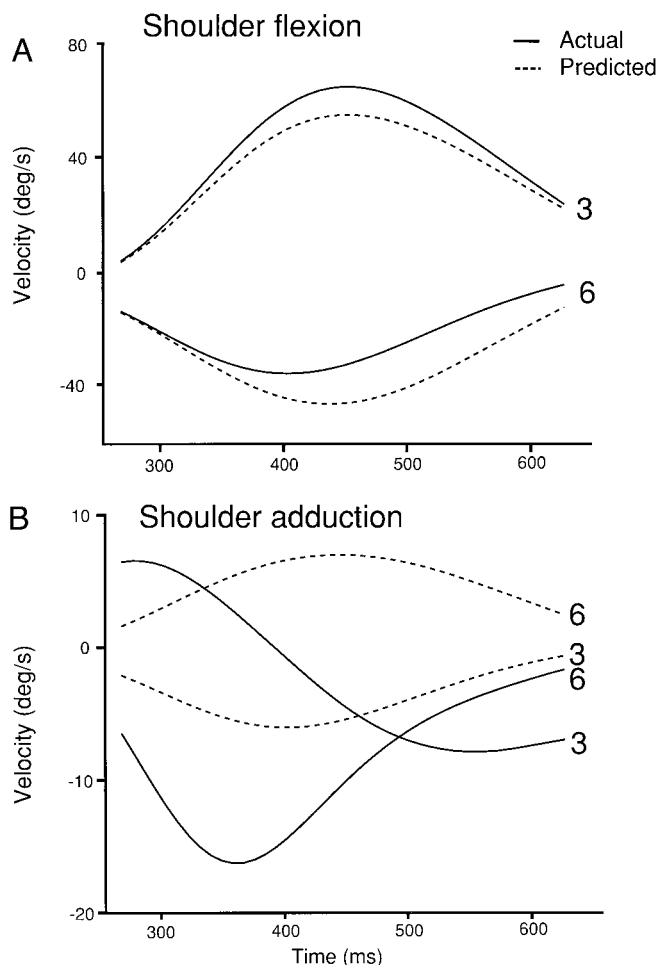 A
Shoulder flexion
Actual
Predicted
80
40
0
-40
Velocity (deg/s)
3
6
300 400 500 600
B
Shoulder adduction
10
0
-10
-20
Velocity (deg/s)
6
3
6
3
300 400 500 600
Time (ms)